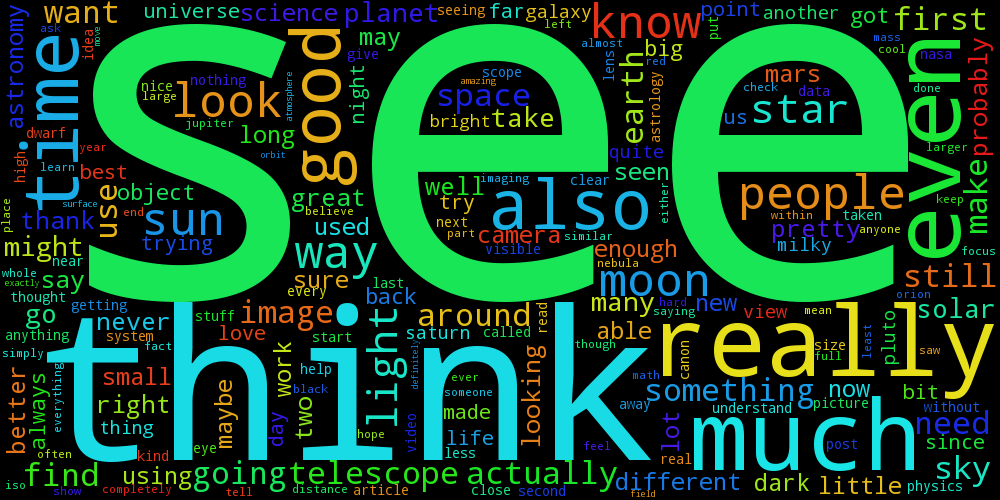 want
universe
science
planet
seeing
far
galaxy
left
know
point
another
got
first
ask
astronomy
time
idea
move
see
good
may
give
night
almost
lens
put
big
mass
cool
nasa
even
nice
large
nothing
look
jupiter
atmosphere
scope
amazing
space
bright
take
red
earth
astrology
mars
check
data
us
star
done
larger
probably
dwarf
year
high
learn
best
long
orbit
quite
seen
people
within
keep
make
surface
object
great
well
imaging
clear
try
also
either
taken
anyone
place
thank
use
end
sun
trying
believe
used
next
part
camera
similar
visible
enough
pretty
milky
might
near
way
nebula
focus
whole
exactly
say
sure
every
last
back
moon
still
thought
getting
stuff
image
around
many
hard
saying
new
view
mean
orion
solar
go
never
love
start
light
saturn
called
read
able
though
really
size
full
least
pluto
saw
anything
system
simply
fact
think
canon
better
always
everything
small
right
thing
maybe
work
help
black
two
definitely
ever
someone
made
looking
math
away
something
now
bit
understand
picture
without
often
kind
eye
day
hope
video
life
less
feel
lot
real
much
post
need
since
sky
iso
find
show
using
completely
going
tell
telescope
distance
article
actually
close
second
different
field
dark
little
physics